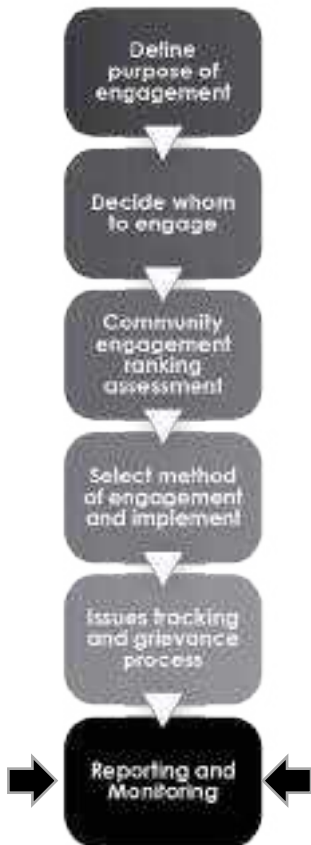 Define
purpose of
engagement
Decide whom
to engage
Community
engagement
ranking
assessment
Select method
of engagement
and implement
Issues tracking
and grievance
process
Reporting and
Monitoring